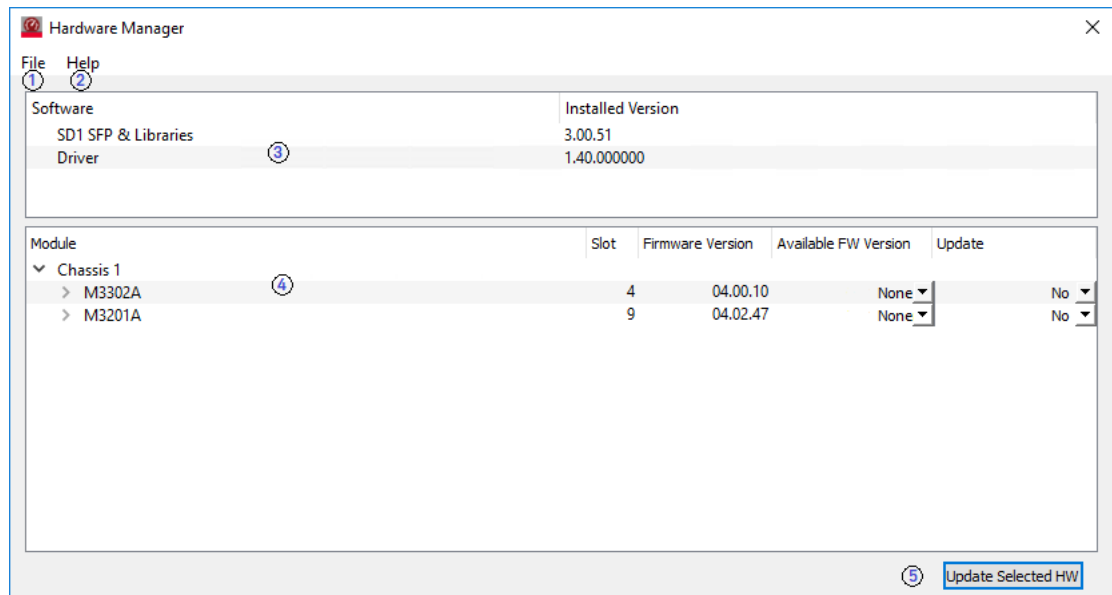 Hardware Manager
File Help
1 2
Software Installed Version
SD1 SFP & Libraries 3.00.51
Driver 3 1.40.000000
Module Slot Firmware Version Available FW Version Update
Chassis 1
4
M3302A 4 04.00.10 None No
M3201A 9 04.02.47 None No
5 Update Selected HW